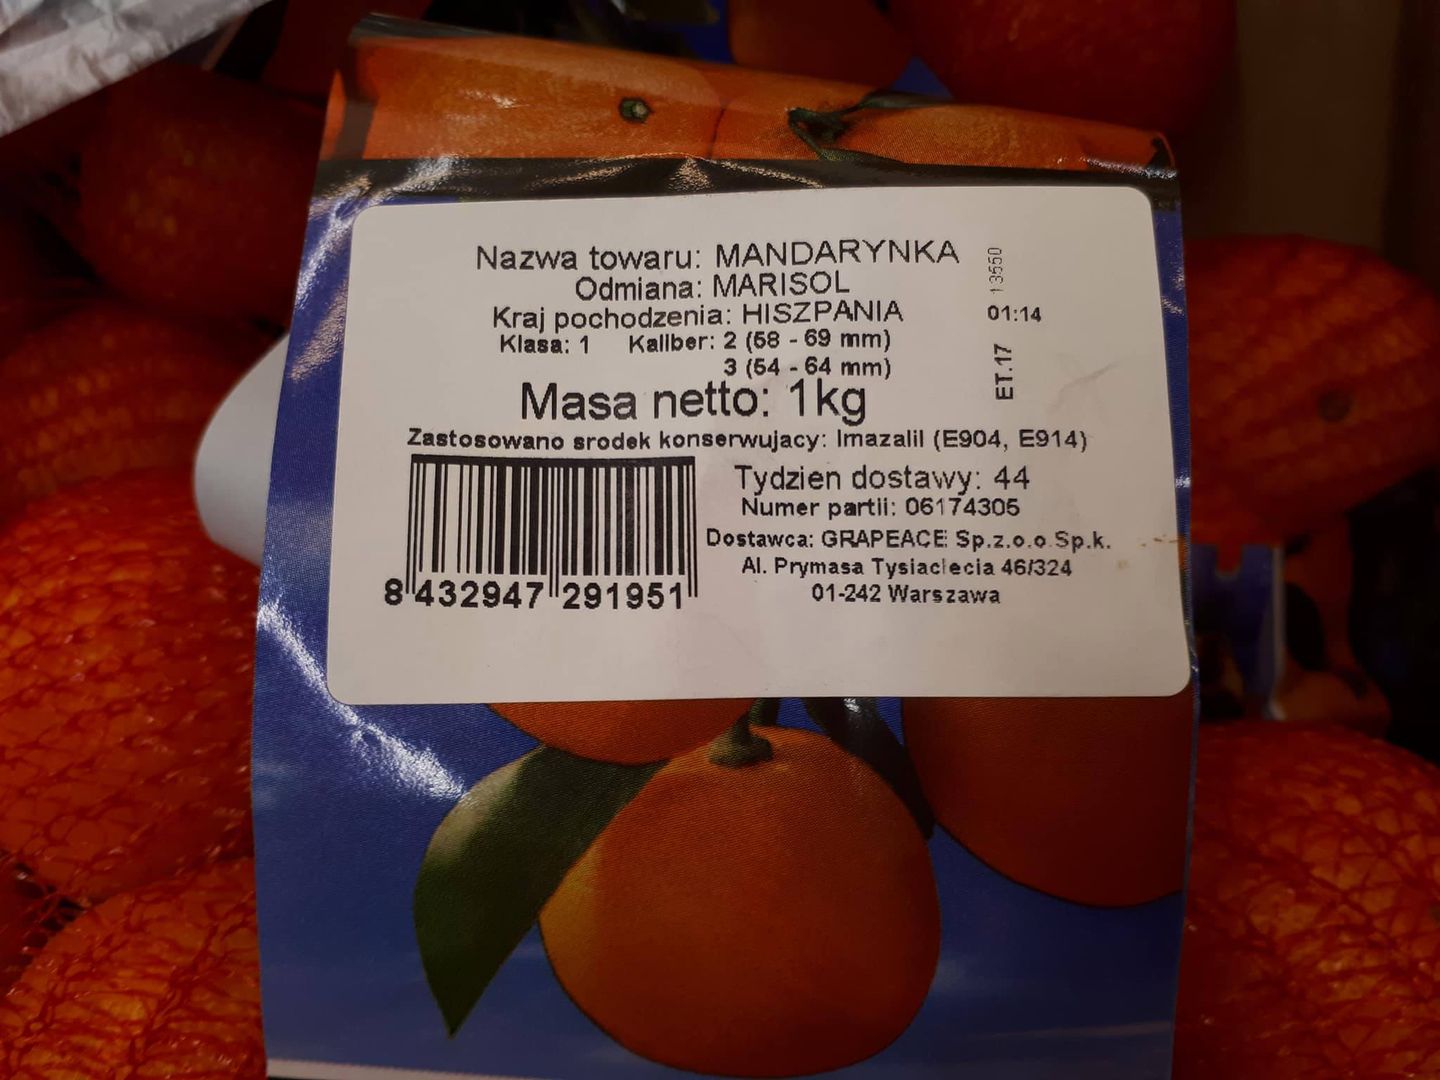 Nazwa towaru: MANDARYNKA
Odmiana: MARISOL
Kraj pochodzenia: HISZPANIA
Klasa: 1 Kaliber: 2 (58 - 69 mm)
3 (54 - 64 mm)
Masa netto: 1kg
Zastosowano srodek konserwujacy: Imazalil (E904, E914)
Tydzien dostawy: 44
Numer partii: 06174305
Dostawca: GRAPEACE Sp.z.o.o Sp.k.
Al. Prymasa Tysiaclecia 46/324
01-242 Warszawa
8 432947 291951
13550
01:14
ET.17